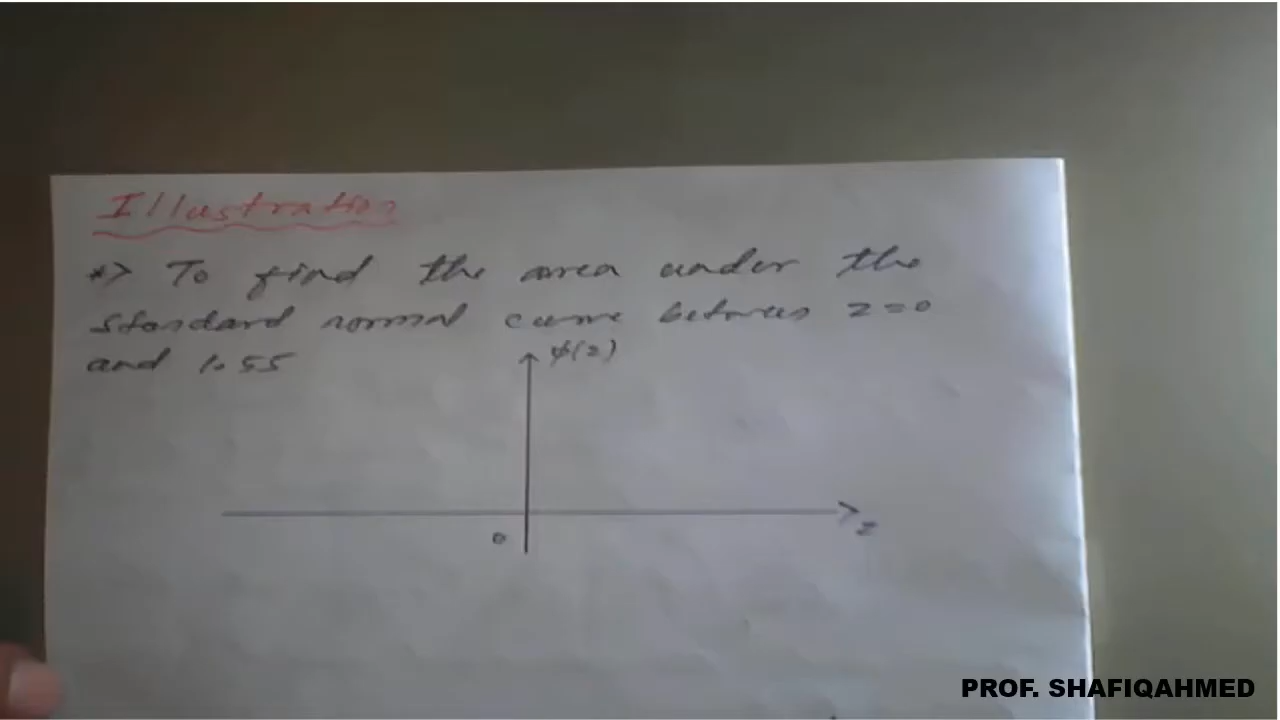 Illustration
*> To find the area under the
standard normal curve between z=0
and 1.55
φ(z)
0
z
PROF. SHAFIQAHMED